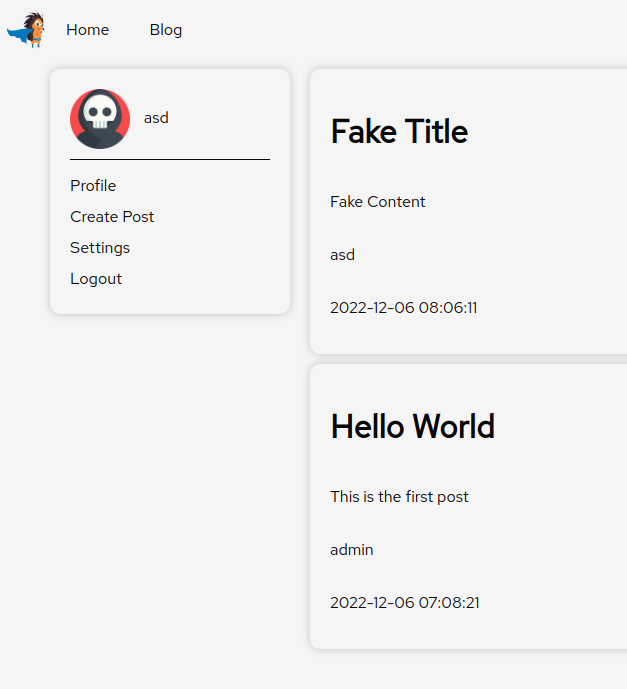 Home Blog
asd
Profile
Create Post
Settings
Logout
Fake Title
Fake Content
asd
2022-12-06 08:06:11
Hello World
This is the first post
admin
2022-12-06 07:08:21